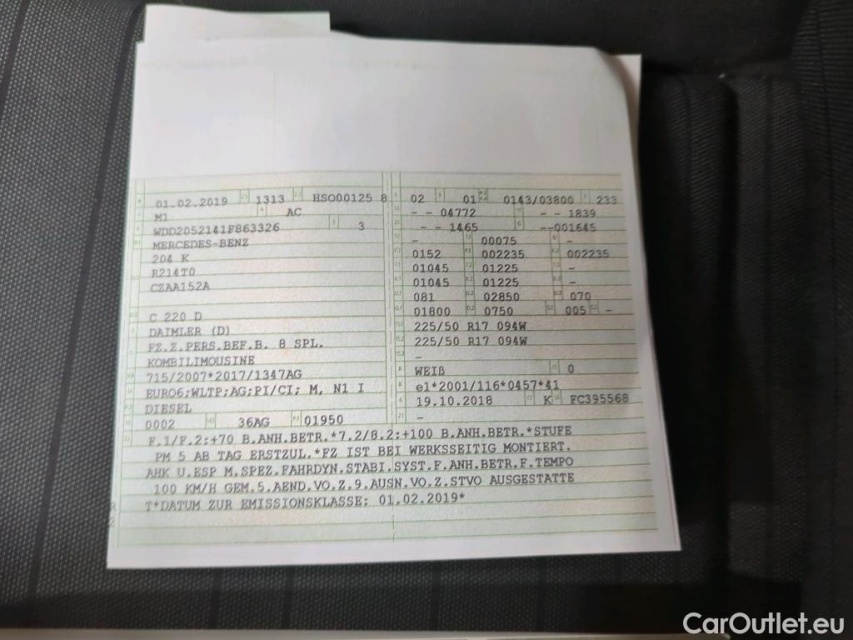 01.02.2019 1313 HSO00125 8
M1 AC
WDD2052141F863326 3
MERCEDES-BENZ
204 K
R214T0
CZAA152A
C 220 D
DAIMLER (D)
FZ.Z.PERS.BEF.B. 8 SPL.
KOMBILIMOUSINE
715/2007*2017/1347AG
EURO6;WLTP;AG;PI/CI; M, N1 I
DIESEL
0002 36AG 01950
02 01 0143/03800 233
- - 04772 - - 1839
- - 1465 --001645
- 00075 -
0152 002235 002235
01045 01225 -
01045 01225 -
081 02850 070
01800 0750 005 -
225/50 R17 094W
225/50 R17 094W
-
WEIß 0
e1*2001/116*0457*41
19.10.2018 K FC395568
-
F.1/F.2:+70 B.ANH.BETR.*7.2/8.2:+100 B.ANH.BETR.*STUFE
PM 5 AB TAG ERSTZUL.*FZ IST BEI WERKSSEITIG MONTIERT.
AHK U.ESP M.SPEZ.FAHRDYN.STABI.SYST.F.ANH.BETR.F.TEMPO
100 KM/H GEM.5.AEND.VO.Z.9.AUSN.VO.Z.STVO AUSGESTATTE
T*DATUM ZUR EMISSIONSKLASSE: 01.02.2019*
CarOutlet.eu